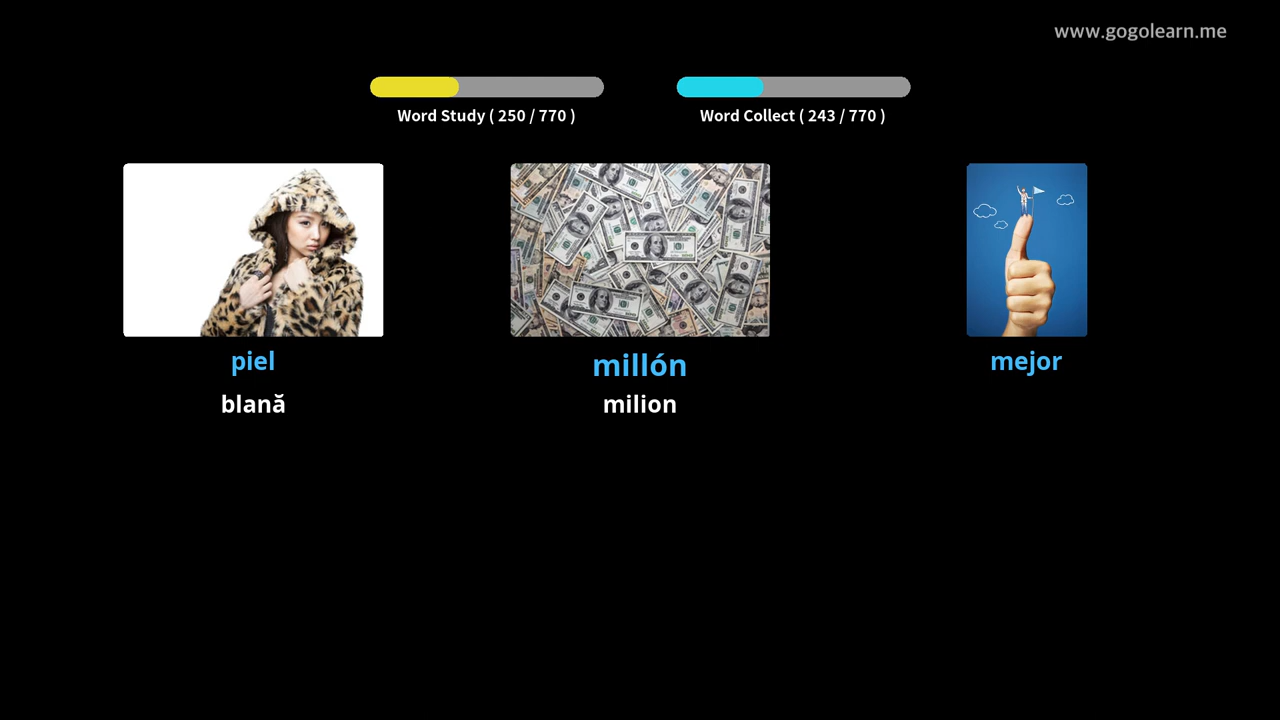 www.gogolearn.me
Word Study ( 250 / 770 )
Word Collect ( 243 / 770 )
piel
millón
mejor
blană
milion